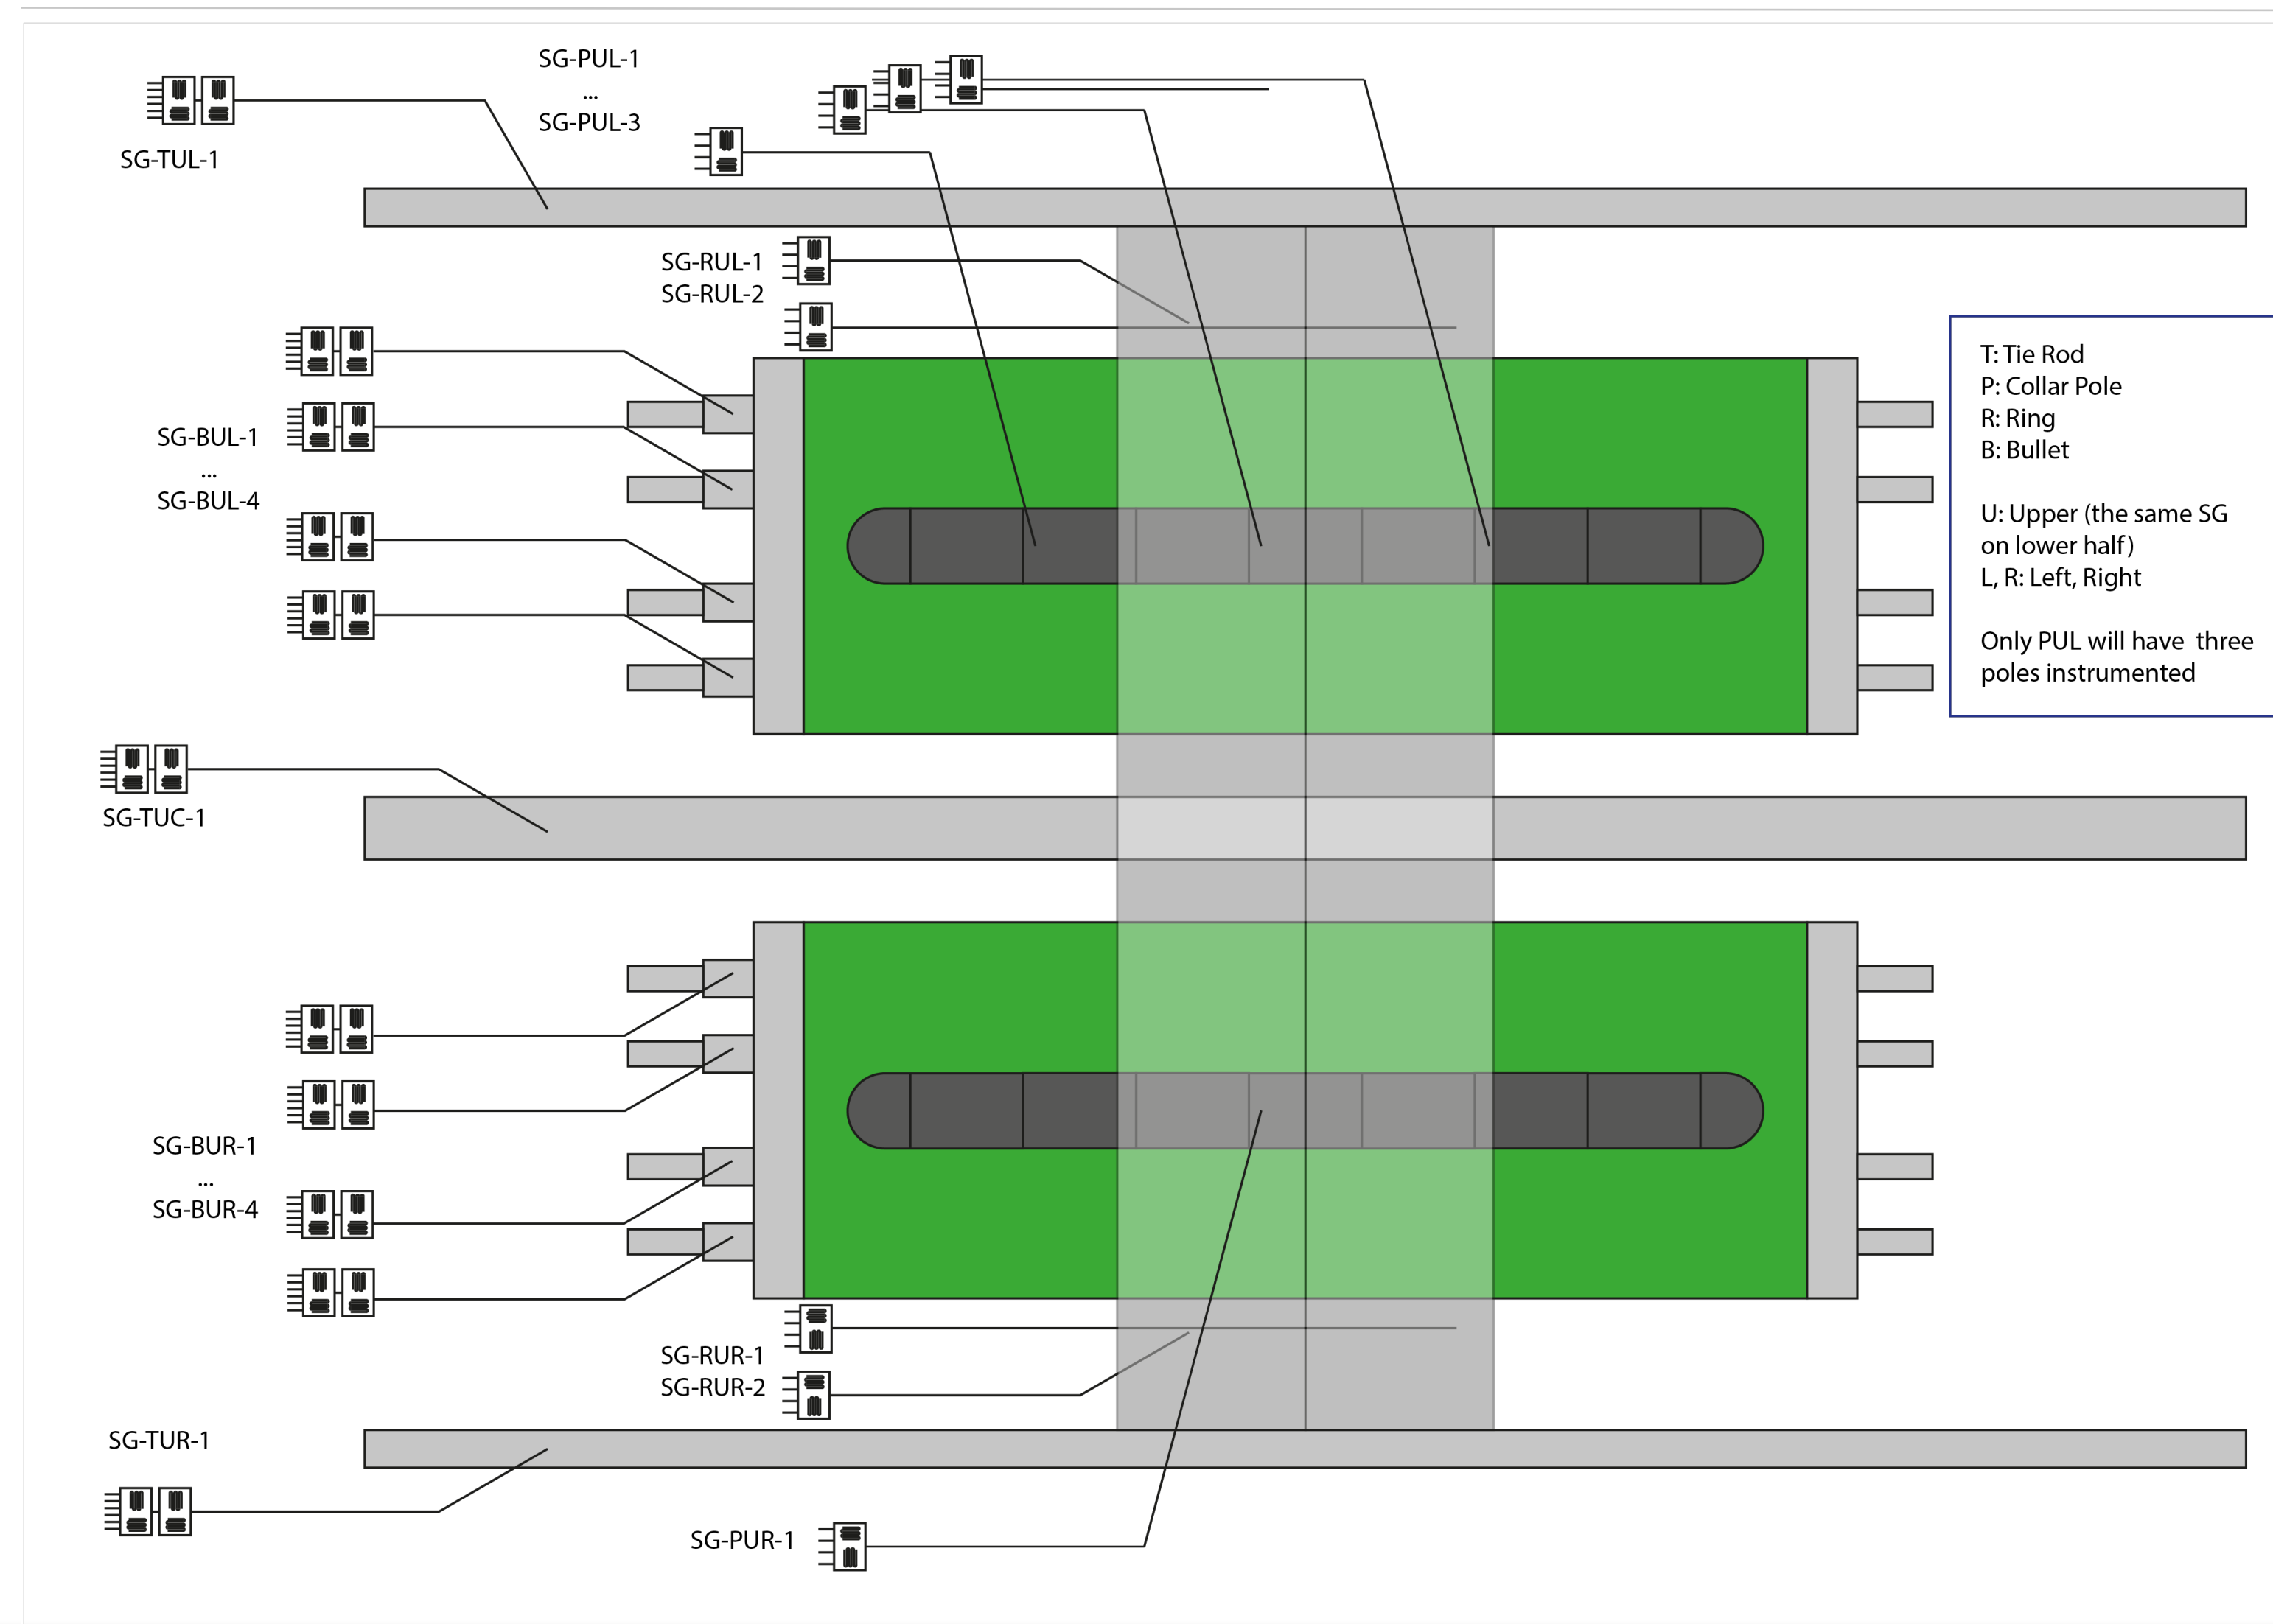 SG-PUL-1
...
SG-PUL-3
SG-TUL-1
SG-RUL-1
SG-RUL-2
T: Tie Rod
P: Collar Pole
R: Ring
B: Bullet
U: Upper (the same SG
on lower half)
L, R: Left, Right
Only PUL will have  three
poles instrumented
SG-BUL-1
...
SG-BUL-4
SG-TUC-1
SG-BUR-1
...
SG-BUR-4
SG-RUR-1
SG-RUR-2
SG-TUR-1
SG-PUR-1